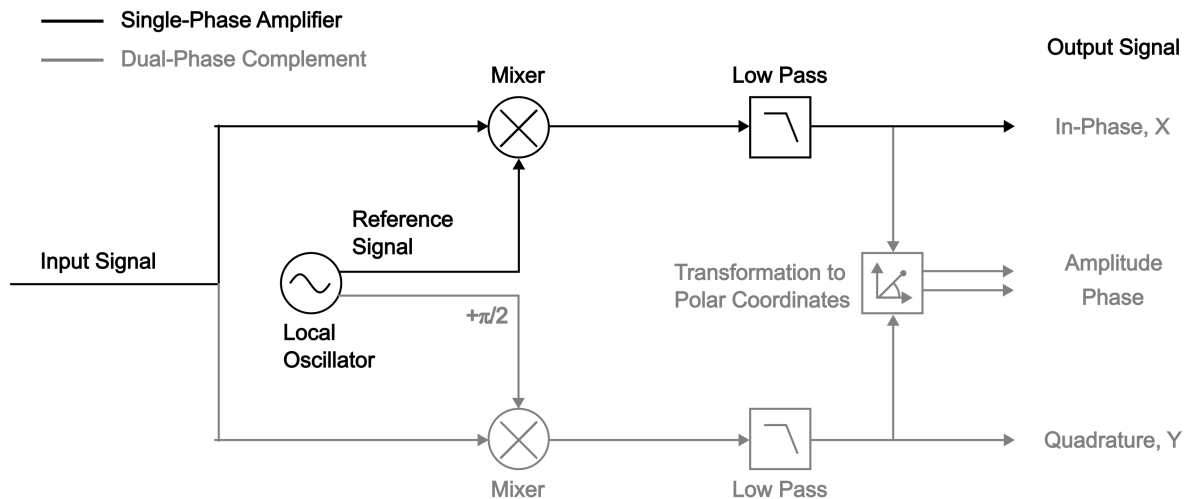 Single-Phase Amplifier
Dual-Phase Complement
Output Signal
Mixer
Low Pass
In-Phase, X
Reference
Signal
Input Signal
Transformation to
Polar Coordinates
Amplitude
Phase
+π/2
Local
Oscillator
Quadrature, Y
Mixer
Low Pass